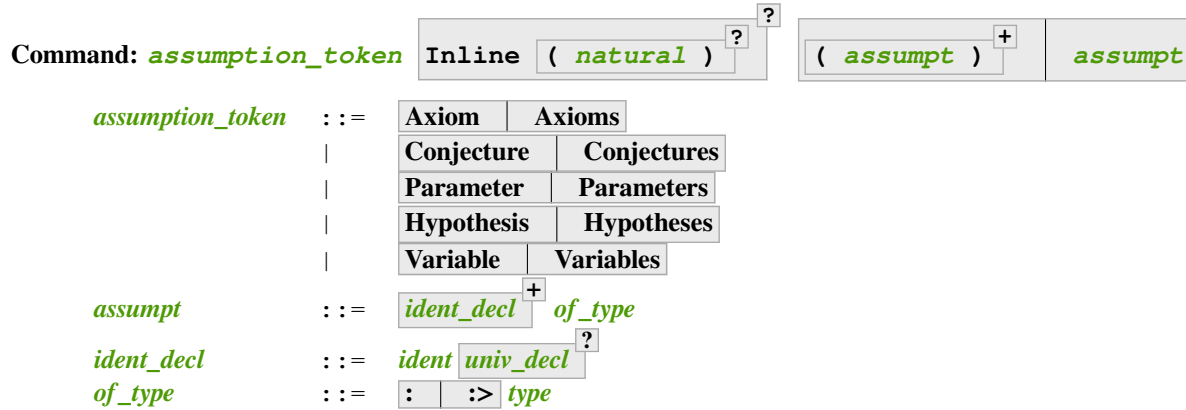 Command: assumption_token Inline ( natural ) ? ? ( assumpt ) + | assumpt
assumption_token ::= Axiom | Axioms
| Conjecture | Conjectures
| Parameter | Parameters
| Hypothesis | Hypotheses
| Variable | Variables
assumpt ::= ident_decl + of_type
ident_decl ::= ident univ_decl ?
of_type ::= : | :> type